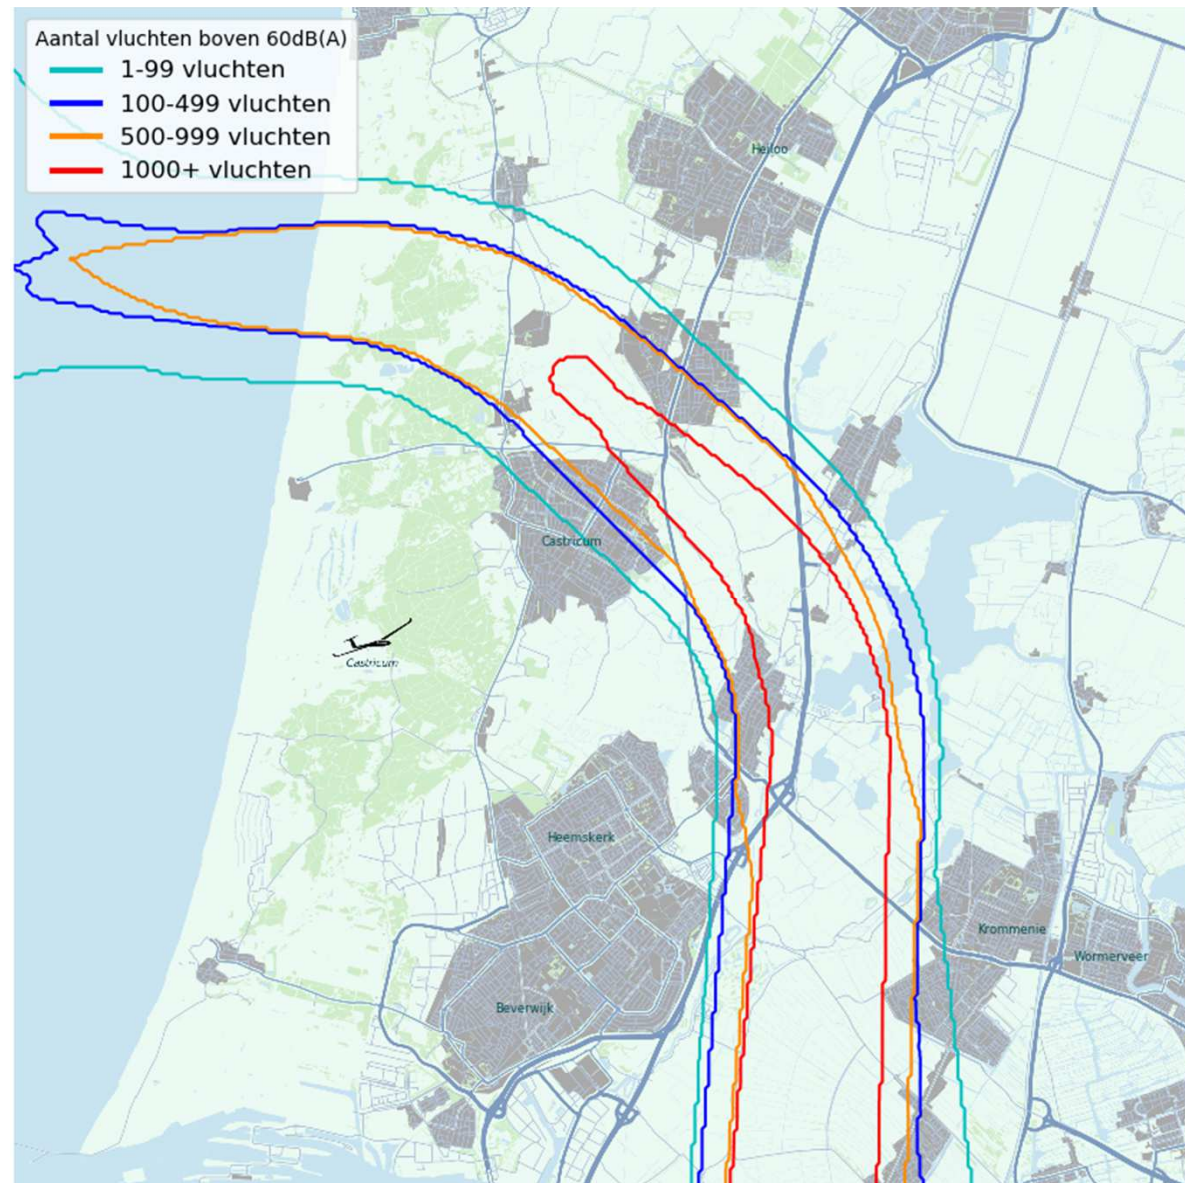 Aantal vluchten boven 60dB(A)
1-99 vluchten
100-499 vluchten
500-999 vluchten
1000+ vluchten
Heiloo
Castricum
Castricum
Heemskerk
Krommenie
Wormerveer
Beverwijk